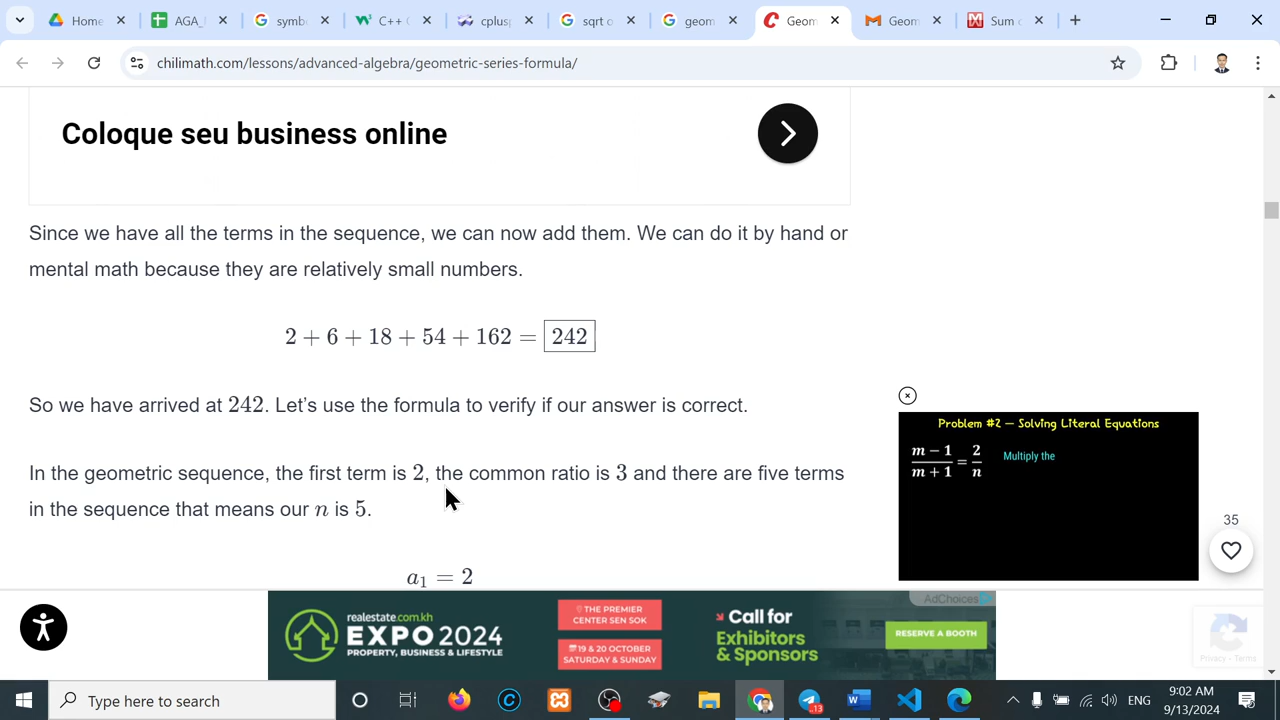 Home
AGA_
symb
C++ 
cplus
sqrt o
geom
Geom
Geom
Sum o
chilimath.com/lessons/advanced-algebra/geometric-series-formula/
Coloque seu business online
Since we have all the terms in the sequence, we can now add them. We can do it by hand or
mental math because they are relatively small numbers.
2 + 6 + 18 + 54 + 162 = 242
So we have arrived at 242. Let's use the formula to verify if our answer is correct.
Problem #2 – Solving Literal Equations
m − 1 / m + 1 = 2 / n
Multiply the
In the geometric sequence, the first term is 2, the common ratio is 3 and there are five terms
in the sequence that means our n is 5.
35
a₁ = 2
AdChoices
realestate.com.kh
EXPO 2024
PROPERTY, BUSINESS & LIFESTYLE
THE PREMIER
CENTER SEN SOK
19 & 20 OCTOBER
SATURDAY & SUNDAY
Call for
Exhibitors
& Sponsors
RESERVE A BOOTH
Privacy - Terms
Type here to search
13
ENG
9:02 AM
9/13/2024